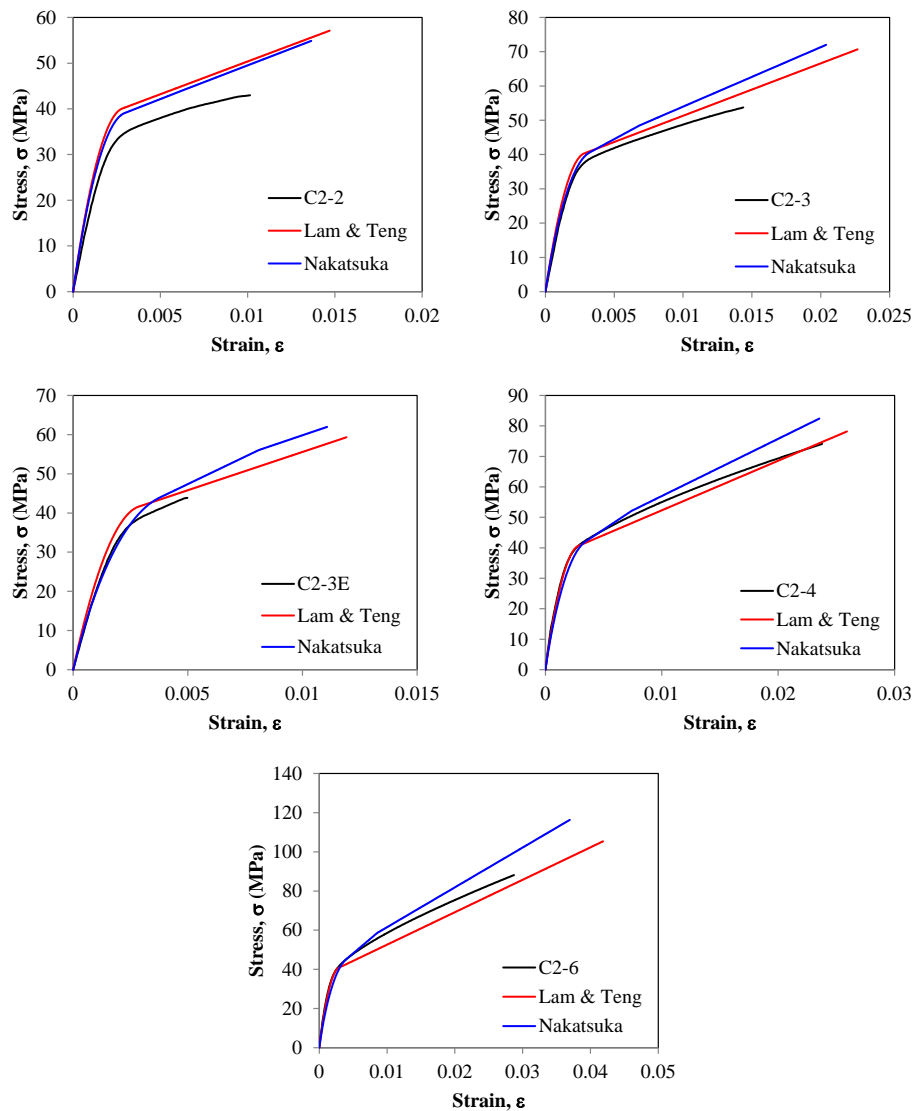 60
50
40
30
20
10
0
Stress, σ (MPa)
C2-2
Lam & Teng
Nakatsuka
0 0.005 0.01 0.015 0.02
Strain, ε
80
70
60
50
40
30
20
10
0
Stress, σ (MPa)
C2-3
Lam & Teng
Nakatsuka
0 0.005 0.01 0.015 0.02 0.025
Strain, ε
70
60
50
40
30
20
10
0
Stress, σ (MPa)
C2-3E
Lam & Teng
Nakatsuka
0 0.005 0.01 0.015
Strain, ε
90
80
70
60
50
40
30
20
10
0
Stress, σ (MPa)
C2-4
Lam & Teng
Nakatsuka
0 0.01 0.02 0.03
Strain, ε
140
120
100
80
60
40
20
0
Stress, σ (MPa)
C2-6
Lam & Teng
Nakatsuka
0 0.01 0.02 0.03 0.04 0.05
Strain, ε